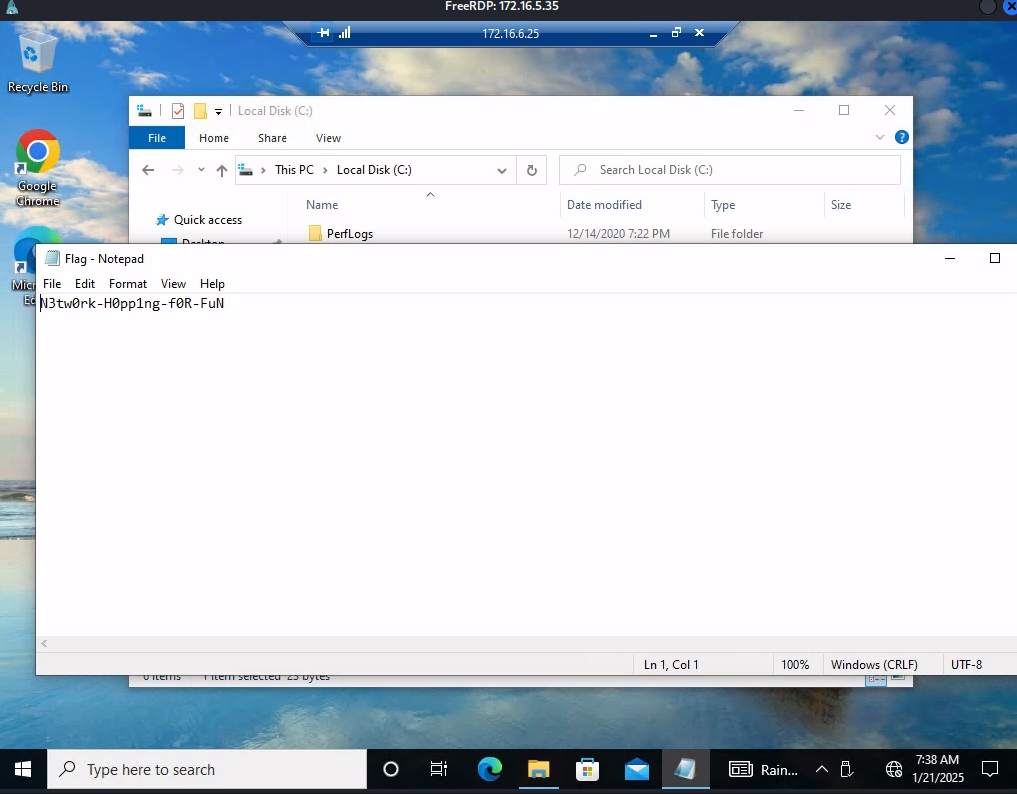 FreeRDP: 172.16.5.35
172.16.6.25
Recycle Bin
Local Disk (C:)
File Home Share View
Google
Chrome
This PC Local Disk (C:)
Search Local Disk (C:)
Name Date modified Type Size
Quick access
Desktop
PerfLogs 12/14/2020 7:22 PM File folder
Flag - Notepad
File Edit Format View Help
N3tw0rk-H0pp1ng-f0R-FuN
Ln 1, Col 1 100% Windows (CRLF) UTF-8
6 items 1 item selected 23 bytes
Type here to search
Rain...
7:38 AM
1/21/2025